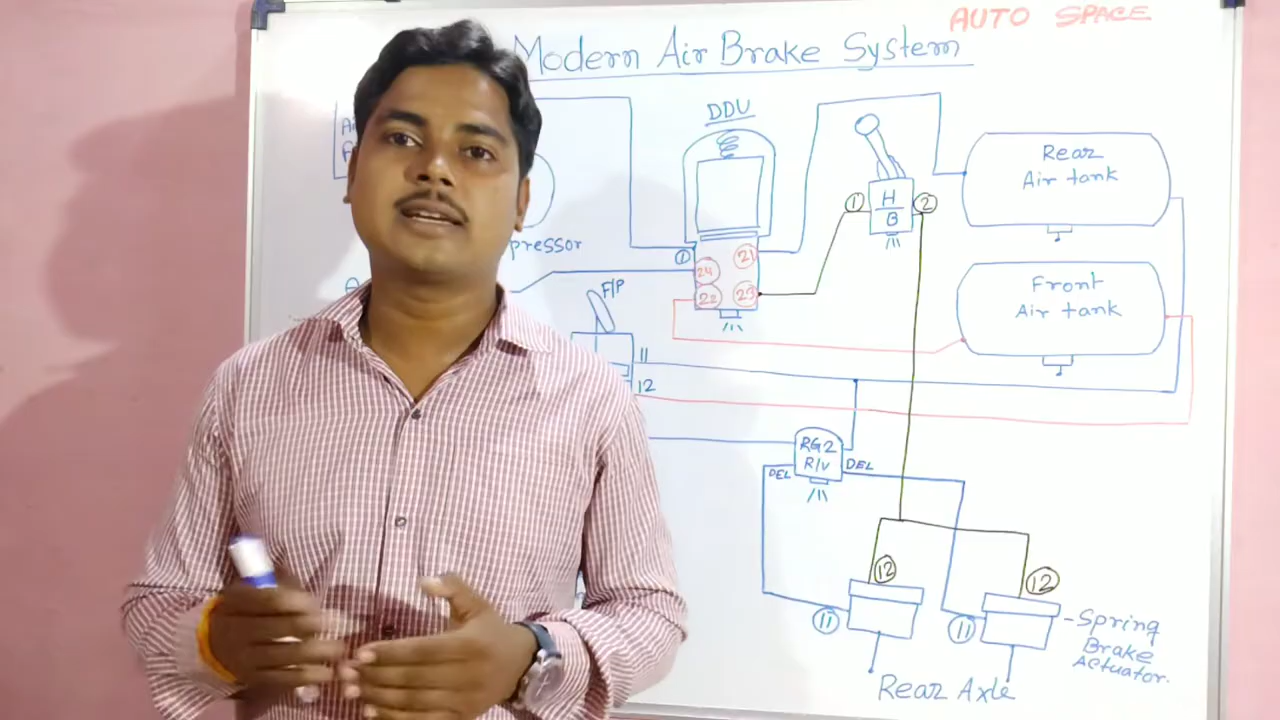 AUTO SPACE
Modern Air Brake System
DDU
Rear
Air tank
1
H
B
2
pressor
1
24
21
22
23
F/P
Front
Air tank
11
12
RG2
R/V
DEL
DEL
12
12
11
11
Spring
Brake
Actuator.
Rear Axle